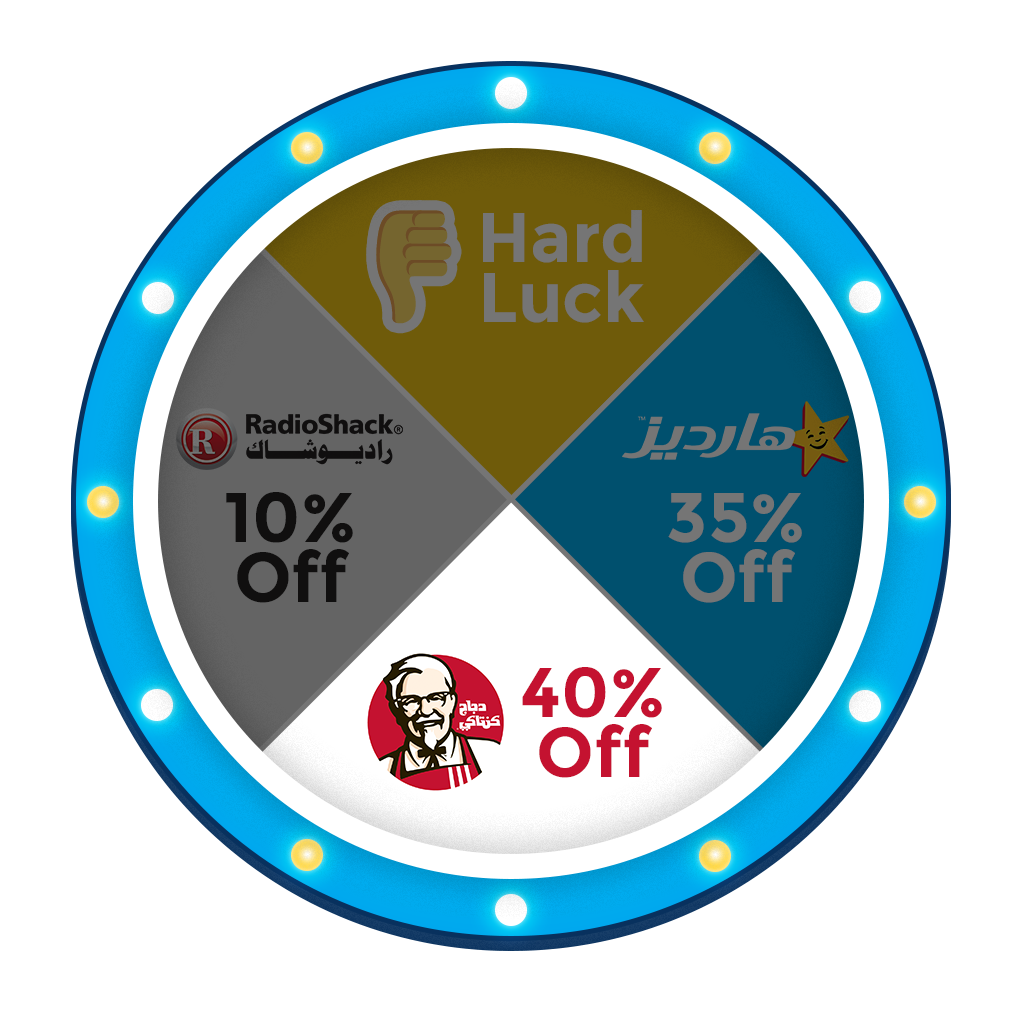 Hard
Luck
RadioShack®
راديوشاك
10%
Off
هارديز™
35%
Off
دجاج
كنتاكي
40%
Off